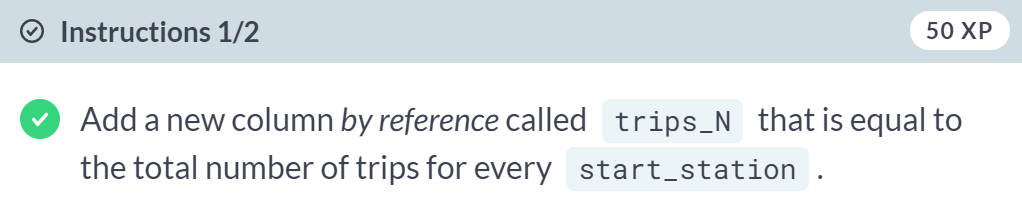 Instructions 1/2 50 XP
Add a new column by reference called trips_N that is equal to
the total number of trips for every start_station .